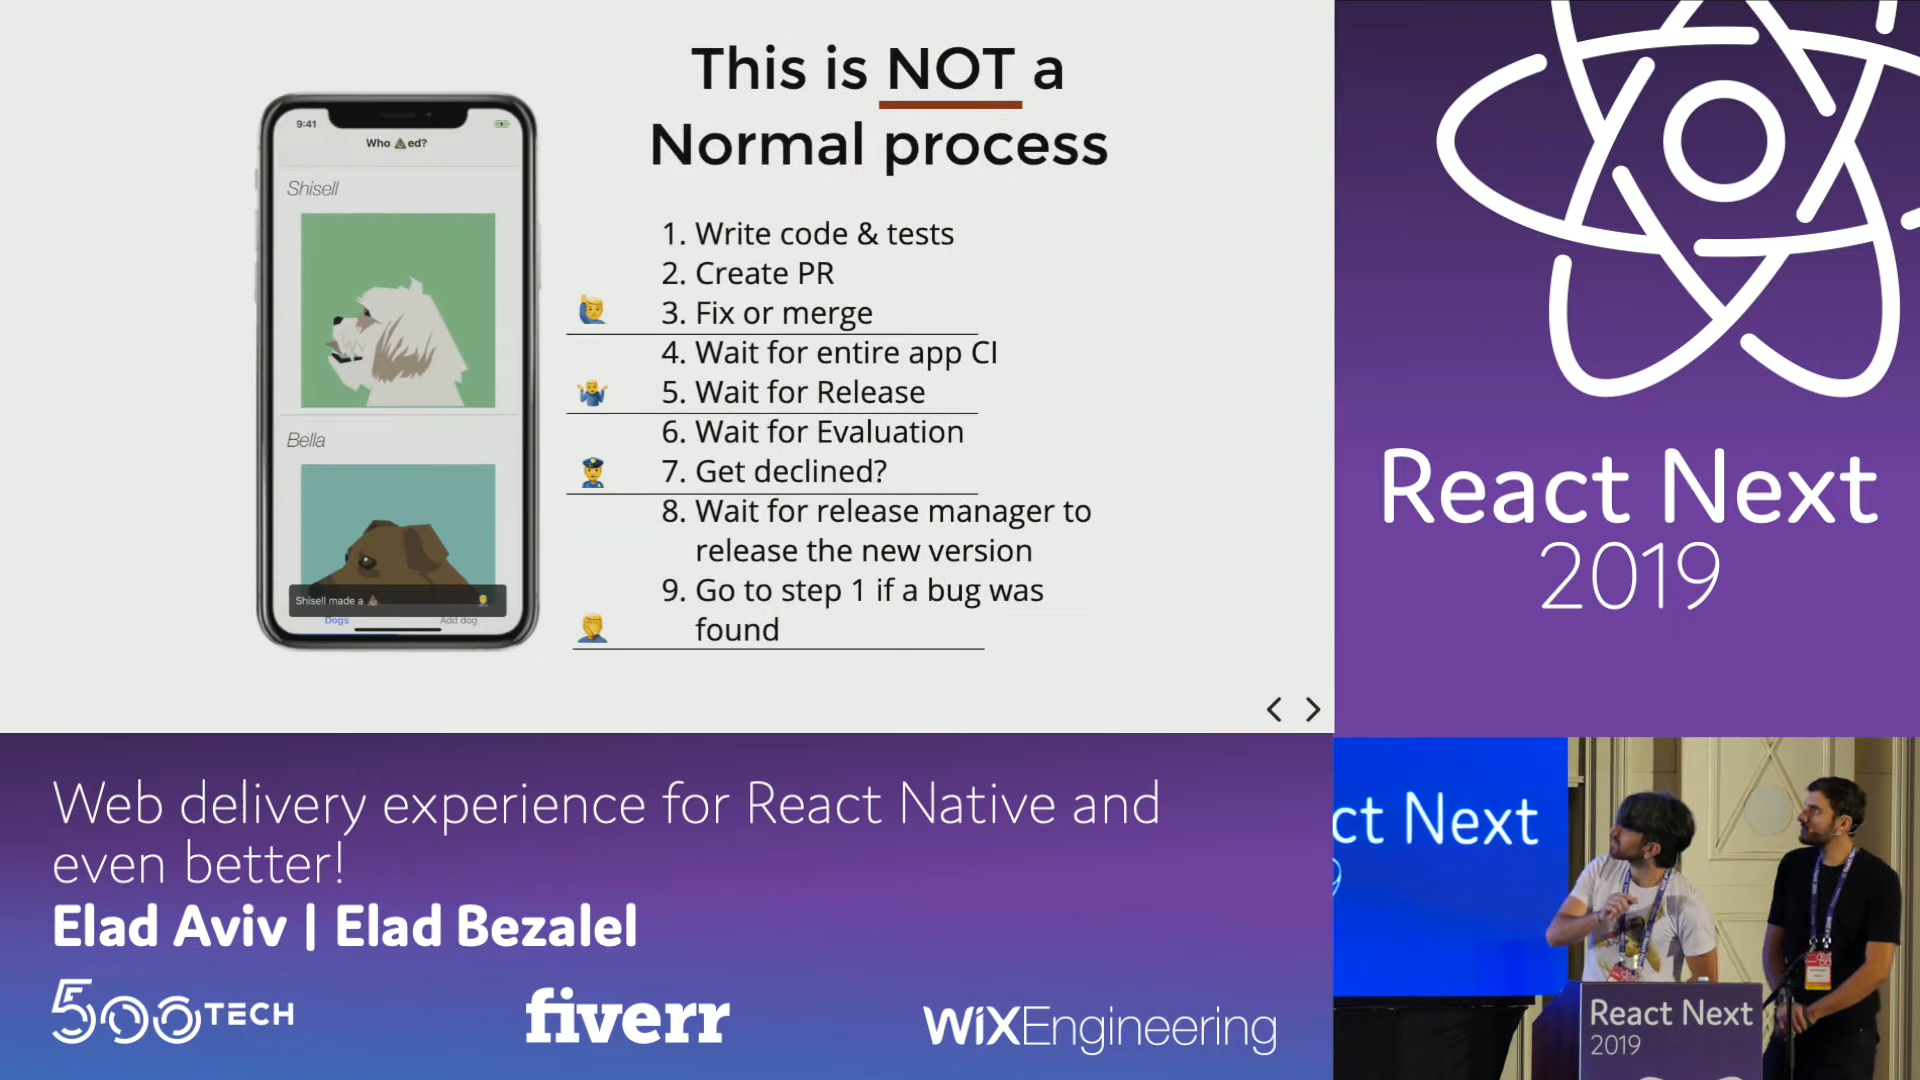 This is NOT a
Normal process
9:41
Who 💩ed?
Shisell
Bella
Shisell made a 💩
Dogs
Add dog
1. Write code & tests
2. Create PR
3. Fix or merge
4. Wait for entire app CI
5. Wait for Release
6. Wait for Evaluation
7. Get declined?
8. Wait for release manager to
release the new version
9. Go to step 1 if a bug was
found
React Next
2019
Web delivery experience for React Native and
even better!
Elad Aviv | Elad Bezalel
500TECH
fiverr
WiXEngineering
ct Next
9
React Next
2019